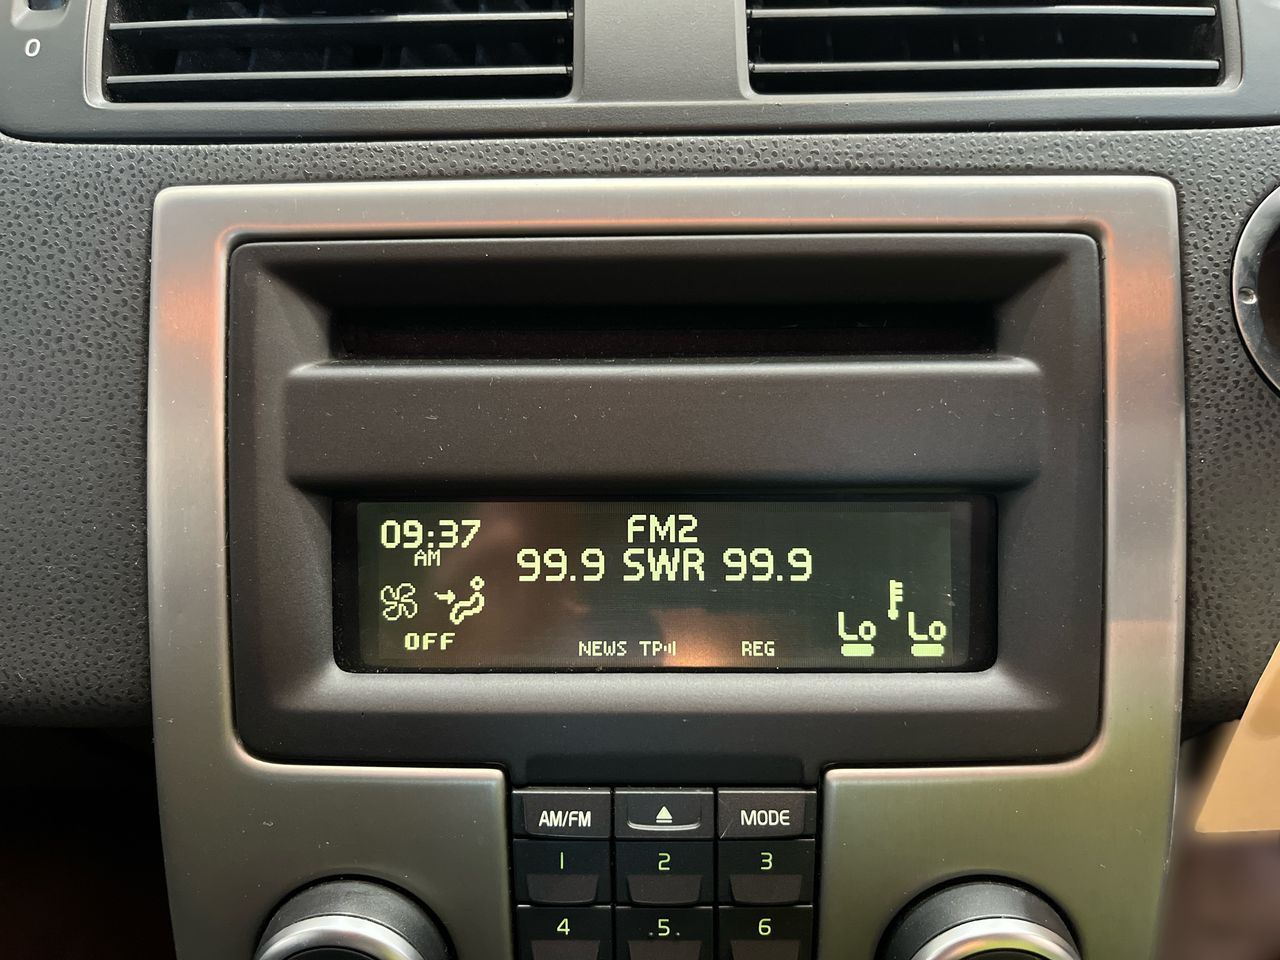 0
09:37
AM
FM2
99.9 SWR 99.9
OFF
NEWS TP REG
Lo Lo
AM/FM
MODE
1 2 3
4 .5. 6